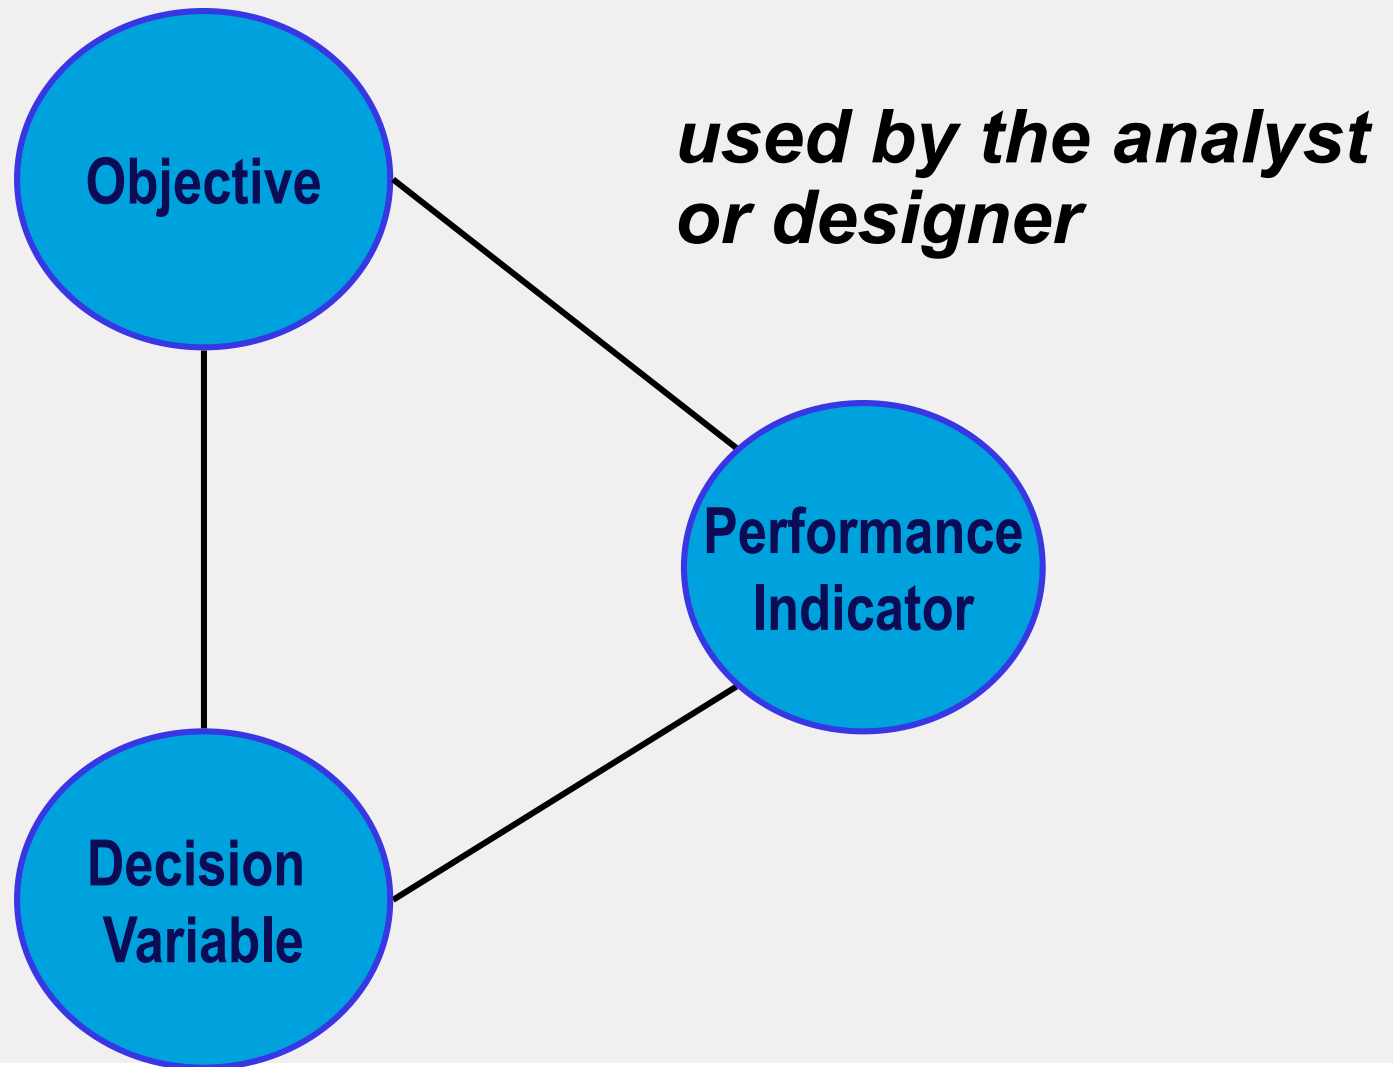 Objective
used by the analyst
or designer
Performance
Indicator
Decision
Variable